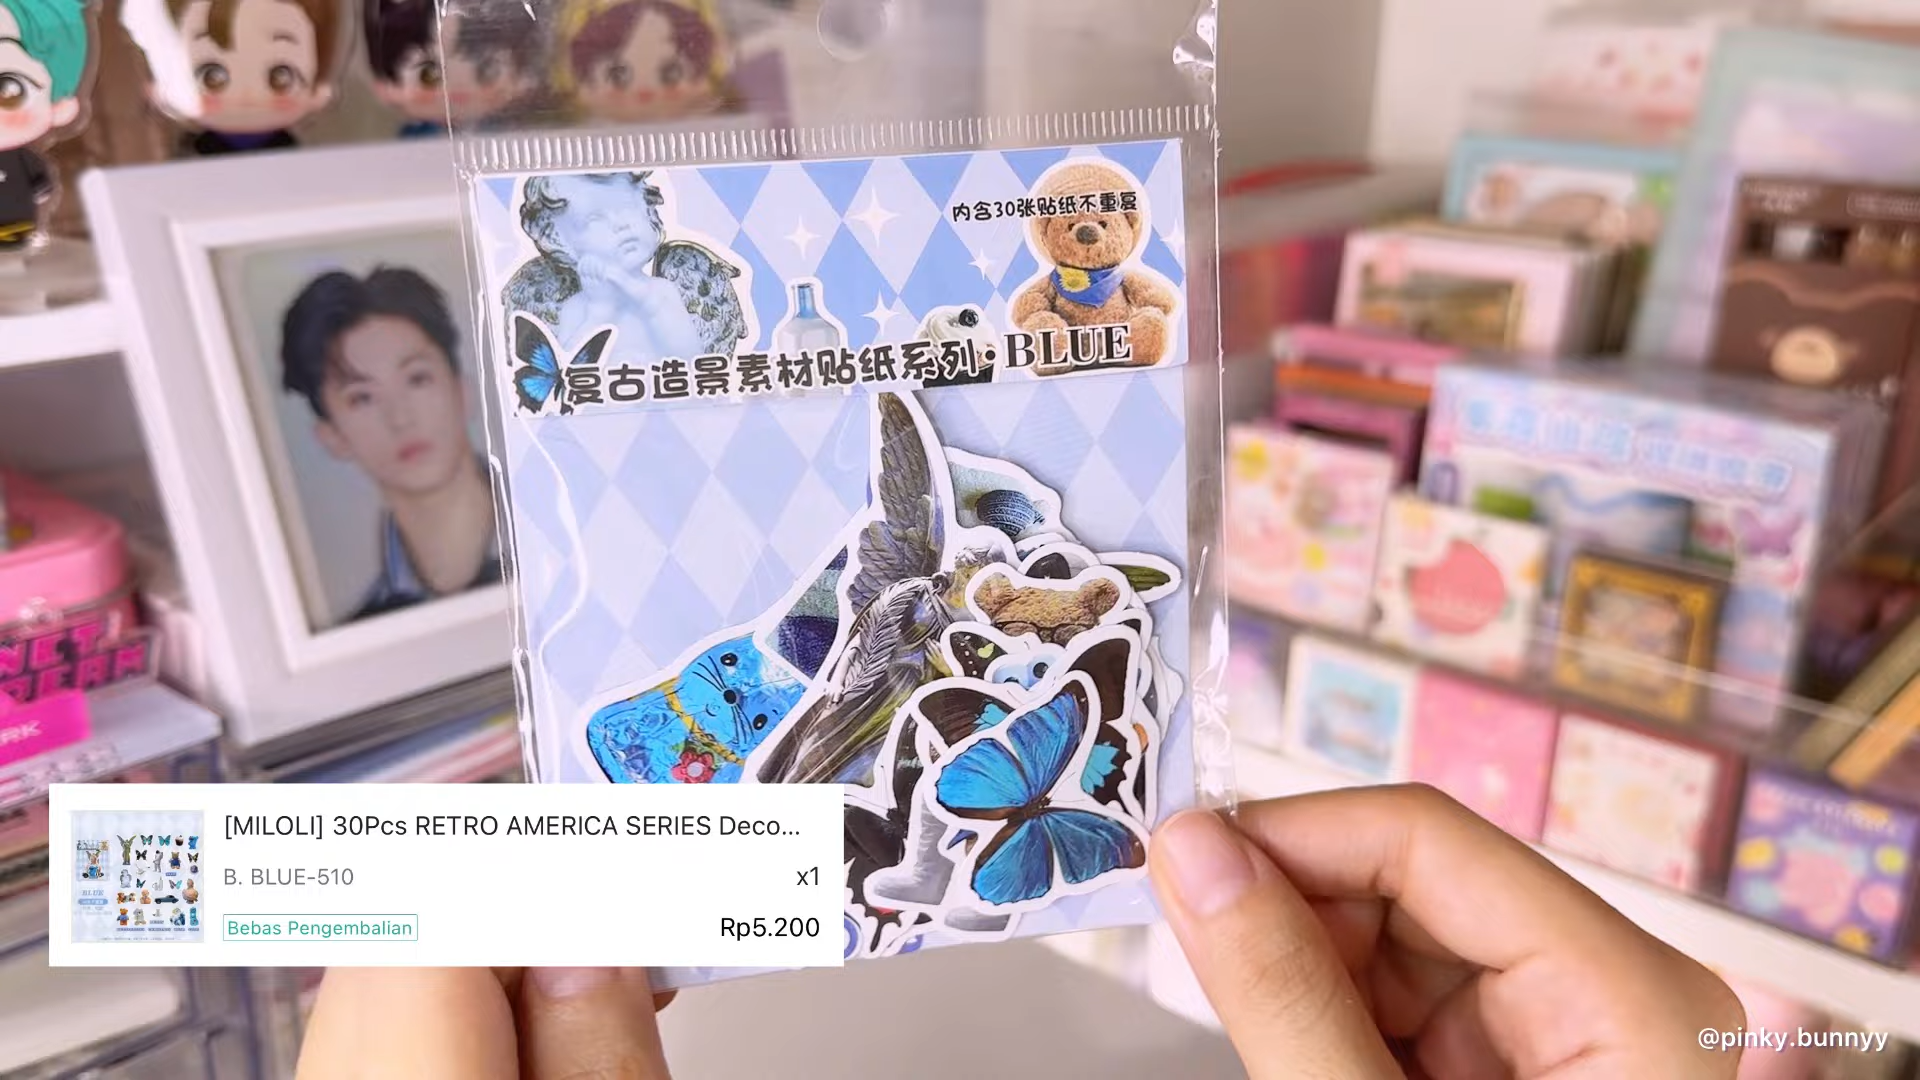 内含30张贴纸不重复
复古造景素材贴纸系列·BLUE
[MILOLI] 30Pcs RETRO AMERICA SERIES Deco...
B. BLUE-510
x1
Bebas Pengembalian
Rp5.200
@pinky.bunnyy